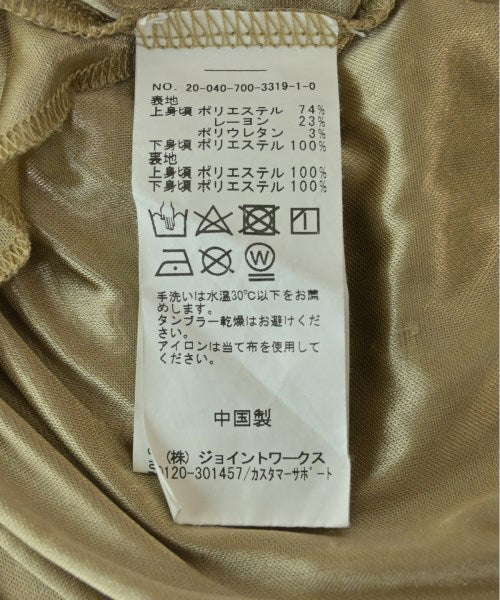 NO. 20-040-700-3319-1-0
表地
上身頃 ポリエステル 74%
レーヨン 23%
ポリウレタン 3%
下身頃 ポリエステル 100%
裏地
上身頃 ポリエステル 100%
下身頃 ポリエステル 100%
手洗いは水温30℃以下をお薦
めします。
タンブラー乾燥はお避けくだ
さい。
アイロンは当て布を使用して
ください。
中国製
(株) ジョイントワークス
0120-301457/カスタマーサポート